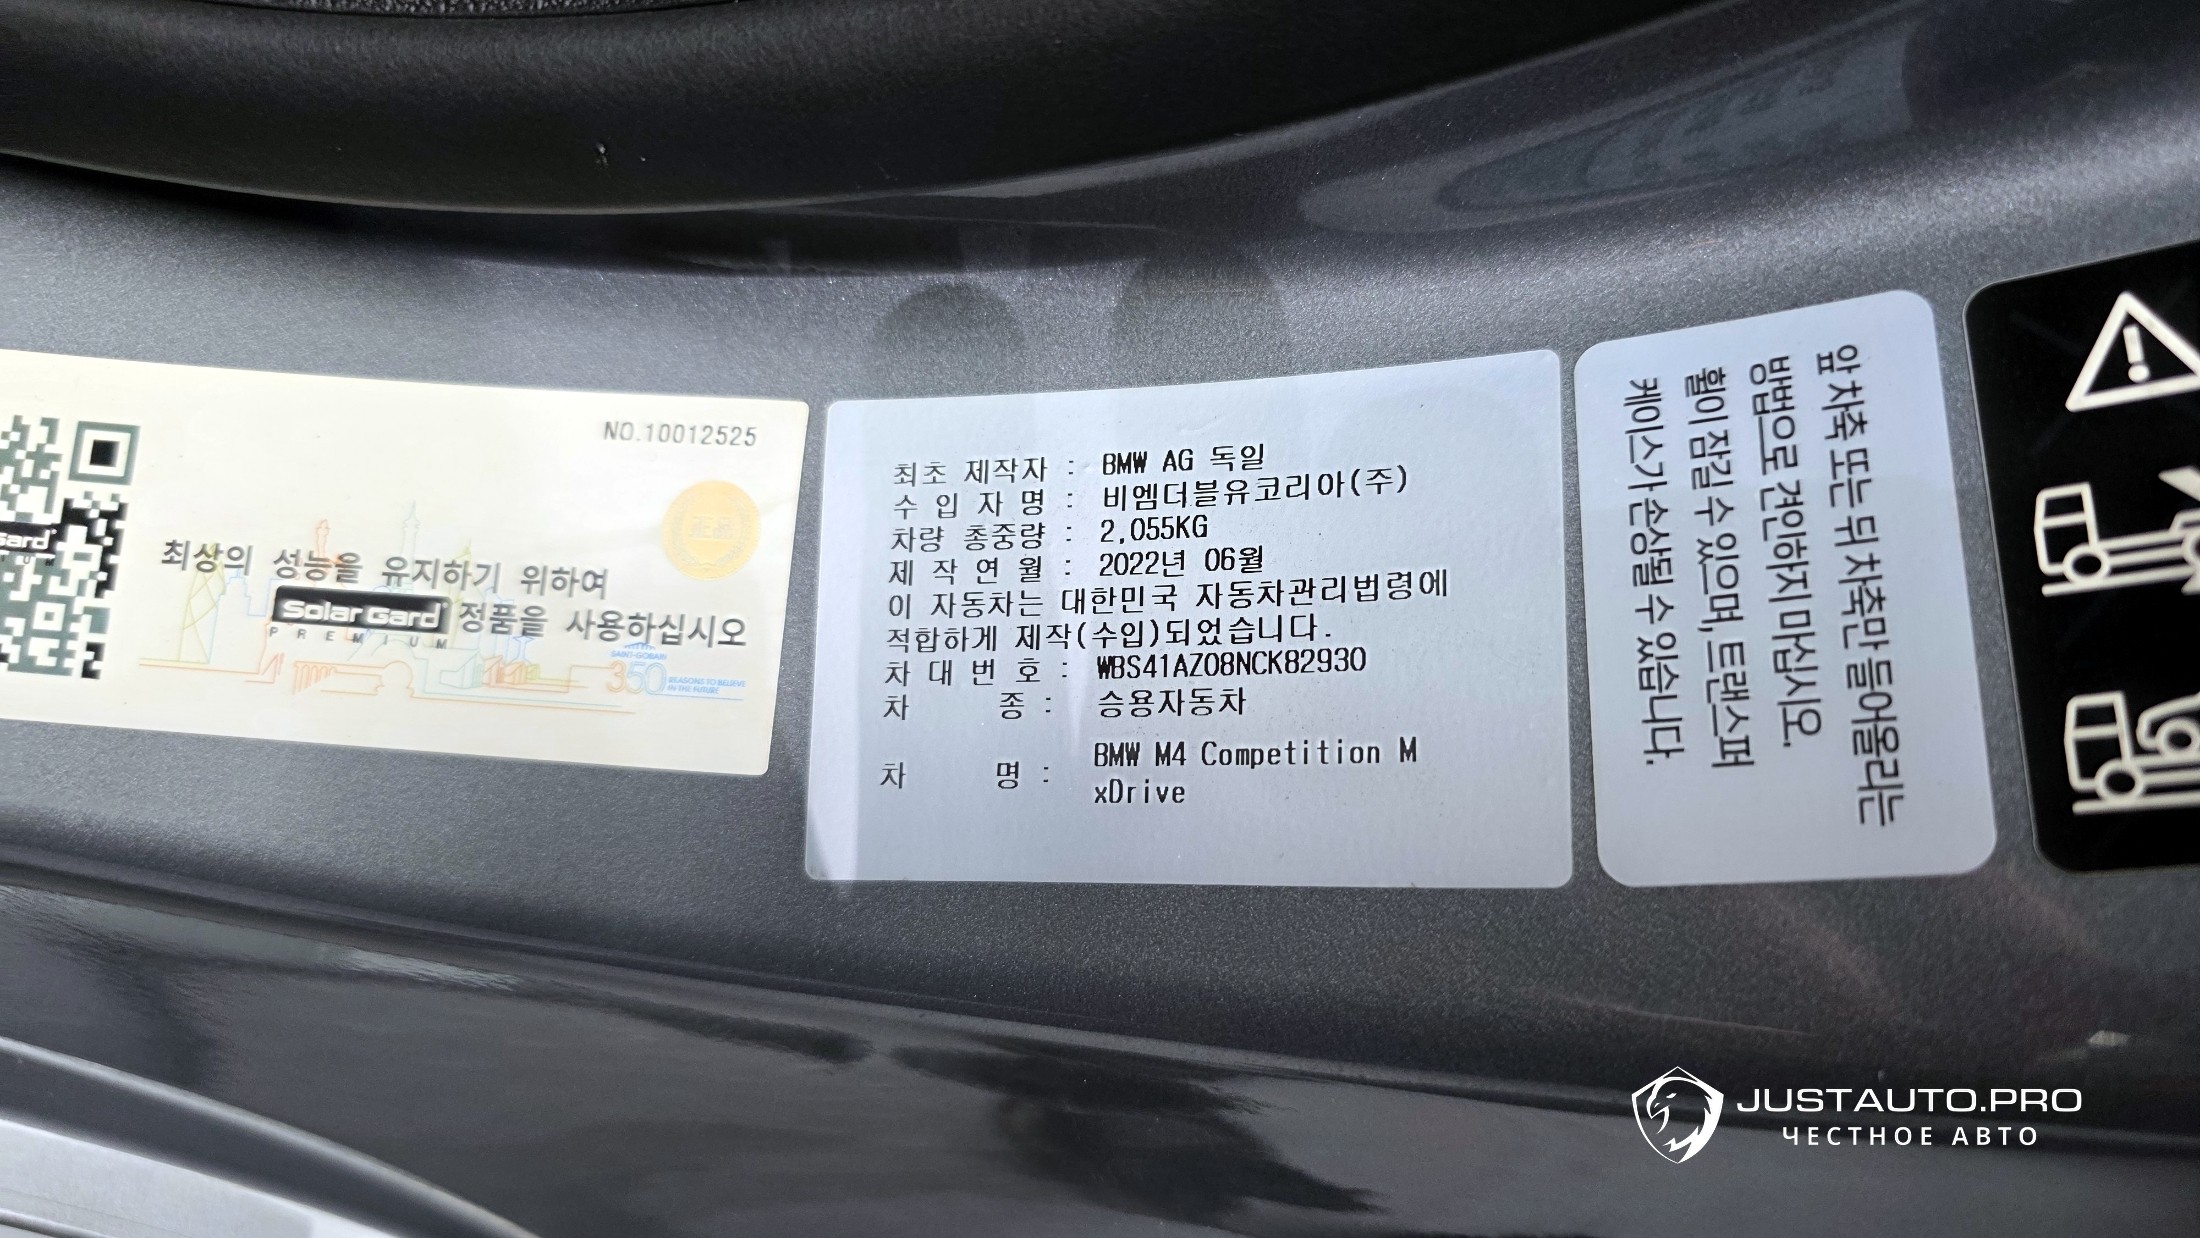 NO.10012525
최상의 성능을 유지하기 위하여
Solar Gard 정품을 사용하십시오
PREMIUM
SAINT-GOBAIN
350 REASONS TO BELIEVE
IN THE FUTURE
최초 제작자 : BMW AG 독일
수 입 자 명 : 비엠더블유코리아(주)
차량 총중량 : 2,055KG
제 작 연 월 : 2022년 06월
이 자동차는 대한민국 자동차관리법령에
적합하게 제작(수입)되었습니다.
차 대 번 호 : WBS41AZ08NCK82930
차 종 : 승용자동차
차 명 : BMW M4 Competition M
xDrive
앞 차축 또는 뒤 차축만 들어올리는
방법으로 견인하지 마십시오.
휠이 잠길 수 있으며, 트랜스퍼
케이스가 손상될 수 있습니다.
JUSTAUTO.PRO
ЧЕСТНОЕ АВТО